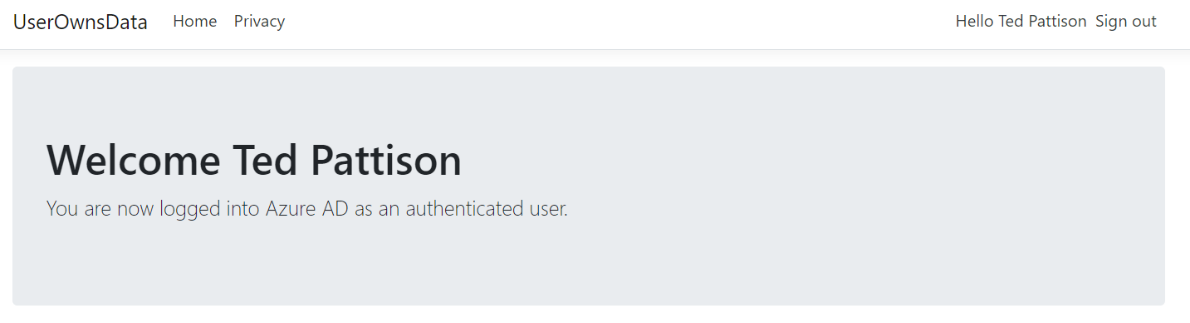 UserOwnsData Home Privacy Hello Ted Pattison Sign out
Welcome Ted Pattison
You are now logged into Azure AD as an authenticated user.